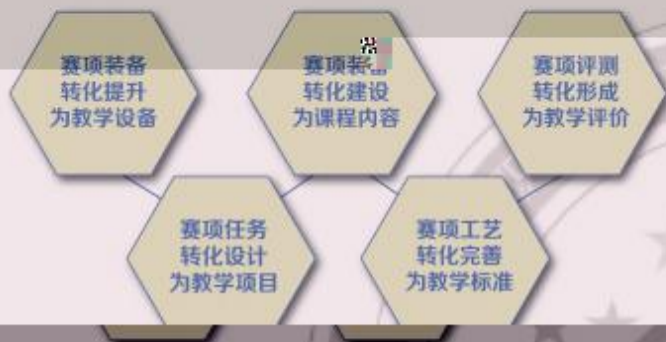 赛项装备
转化提升
为教学设备
赛项装
转化建设
为课程内容
赛项评测
转化形成
为教学评价
赛项任务
转化设计
为教学项目
赛项工艺
转化完善
为教学标准